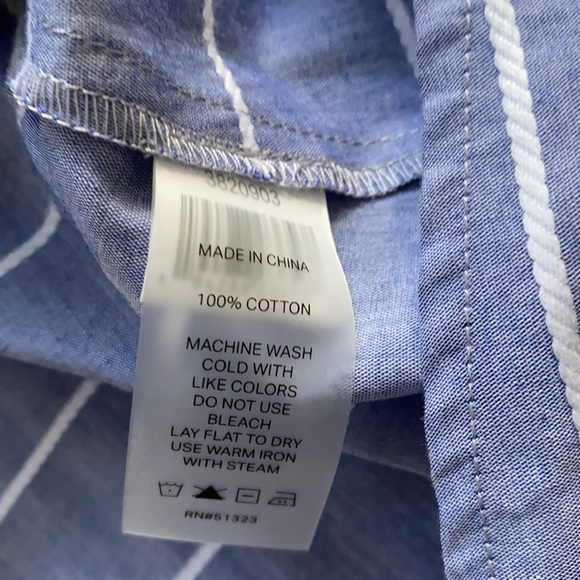 3820903
MADE IN CHINA
100% COTTON
MACHINE WASH
COLD WITH
LIKE COLORS
DO NOT USE
BLEACH
LAY FLAT TO DRY
USE WARM IRON
WITH STEAM
RN#51323